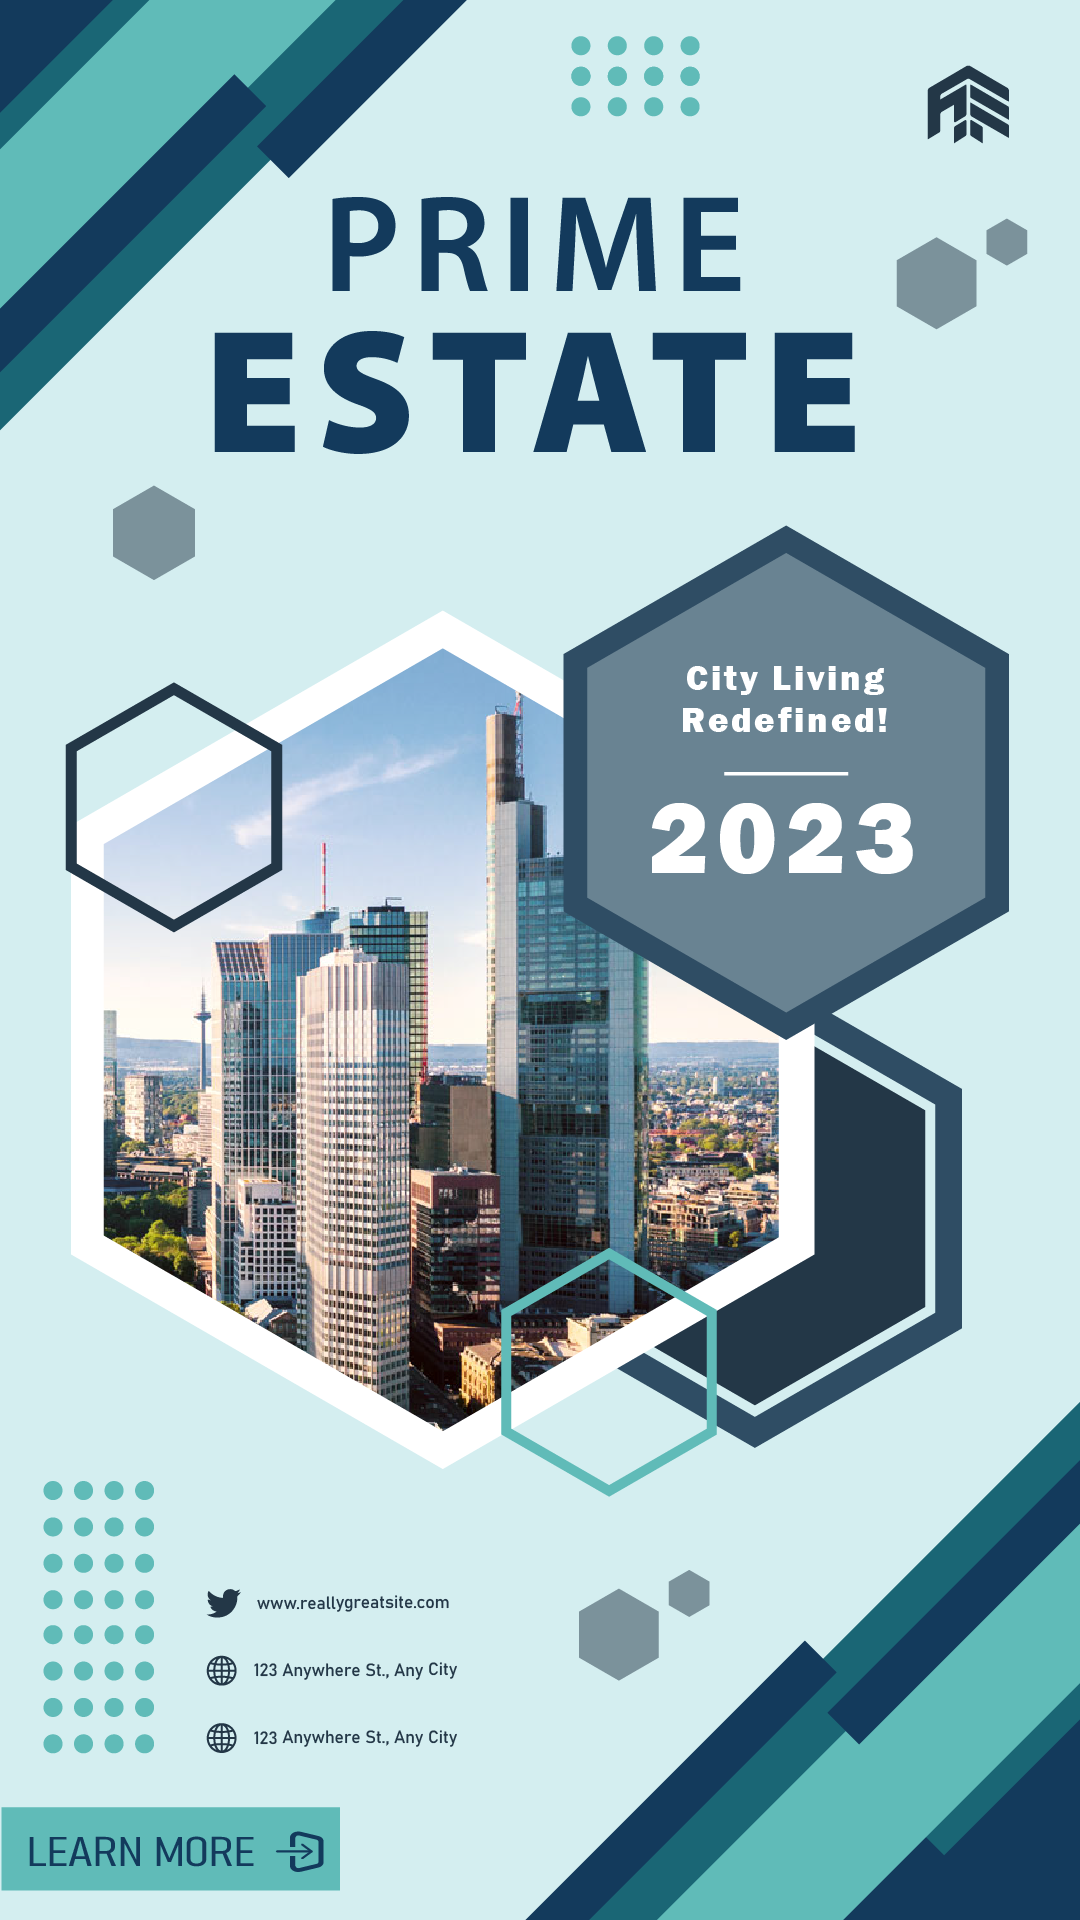 PRIME
ESTATE
City Living
Redefined!
2023
www.reallygreatsite.com
123 Anywhere St., Any City
123 Anywhere St., Any City
LEARN MORE